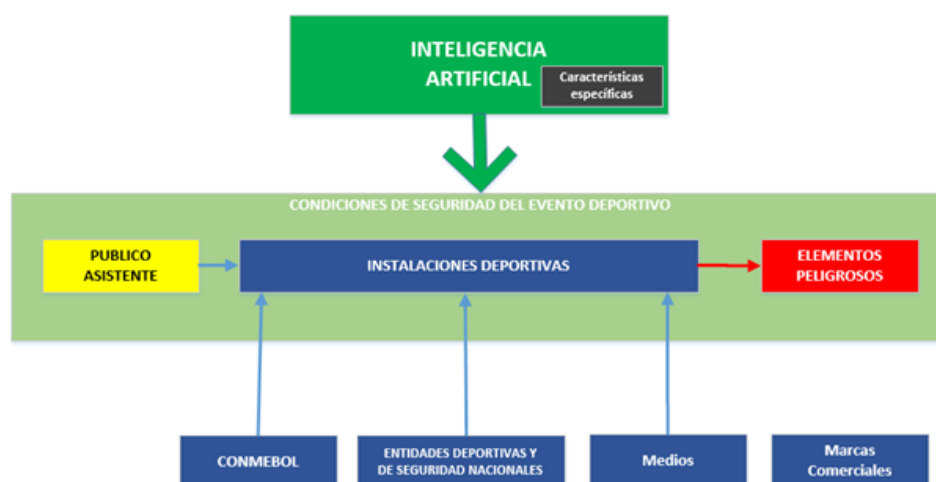 INTELIGENCIA
ARTIFICIAL
Características
específicas
CONDICIONES DE SEGURIDAD DEL EVENTO DEPORTIVO
PUBLICO
ASISTENTE
INSTALACIONES DEPORTIVAS
ELEMENTOS
PELIGROSOS
CONMEBOL
ENTIDADES DEPORTIVAS Y
DE SEGURIDAD NACIONALES
Medios
Marcas
Comerciales